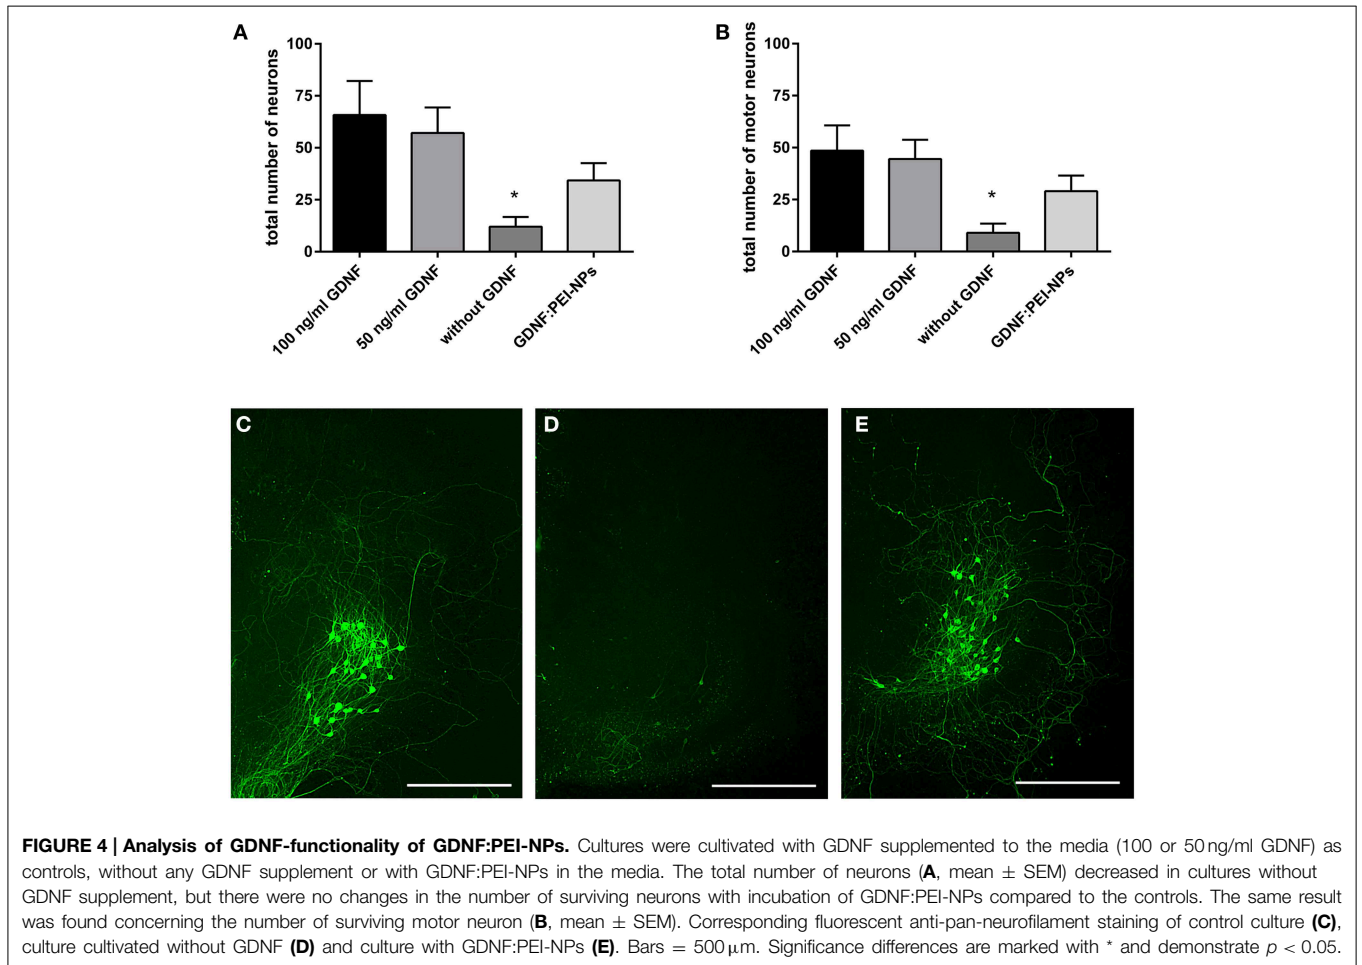 A
total number of neurons
100
75
50
25
0
*
100 ng/ml GDNF
50 ng/ml GDNF
without GDNF
GDNF:PEI-NPs
B
total number of motor neurons
100
75
50
25
0
*
100 ng/ml GDNF
50 ng/ml GDNF
without GDNF
GDNF:PEI-NPs
C
D
E
FIGURE 4 | Analysis of GDNF-functionality of GDNF:PEI-NPs. Cultures were cultivated with GDNF supplemented to the media (100 or 50 ng/ml GDNF) as
controls, without any GDNF supplement or with GDNF:PEI-NPs in the media. The total number of neurons (A, mean ± SEM) decreased in cultures without
GDNF supplement, but there were no changes in the number of surviving neurons with incubation of GDNF:PEI-NPs compared to the controls. The same result
was found concerning the number of surviving motor neuron (B, mean ± SEM). Corresponding fluorescent anti-pan-neurofilament staining of control culture (C),
culture cultivated without GDNF (D) and culture with GDNF:PEI-NPs (E). Bars = 500 μm. Significance differences are marked with * and demonstrate p < 0.05.